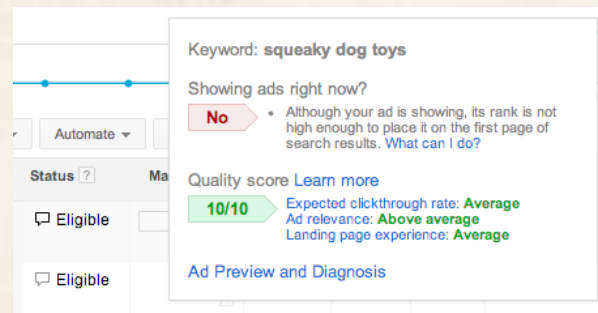 Keyword: squeaky dog toys
Showing ads right now?
No
• Although your ad is showing, its rank is not
high enough to place it on the first page of
search results. What can I do?
Automate
Status ?
Ma
Quality score Learn more
10/10
Expected clickthrough rate: Average
Ad relevance: Above average
Landing page experience: Average
Eligible
Ad Preview and Diagnosis
Eligible